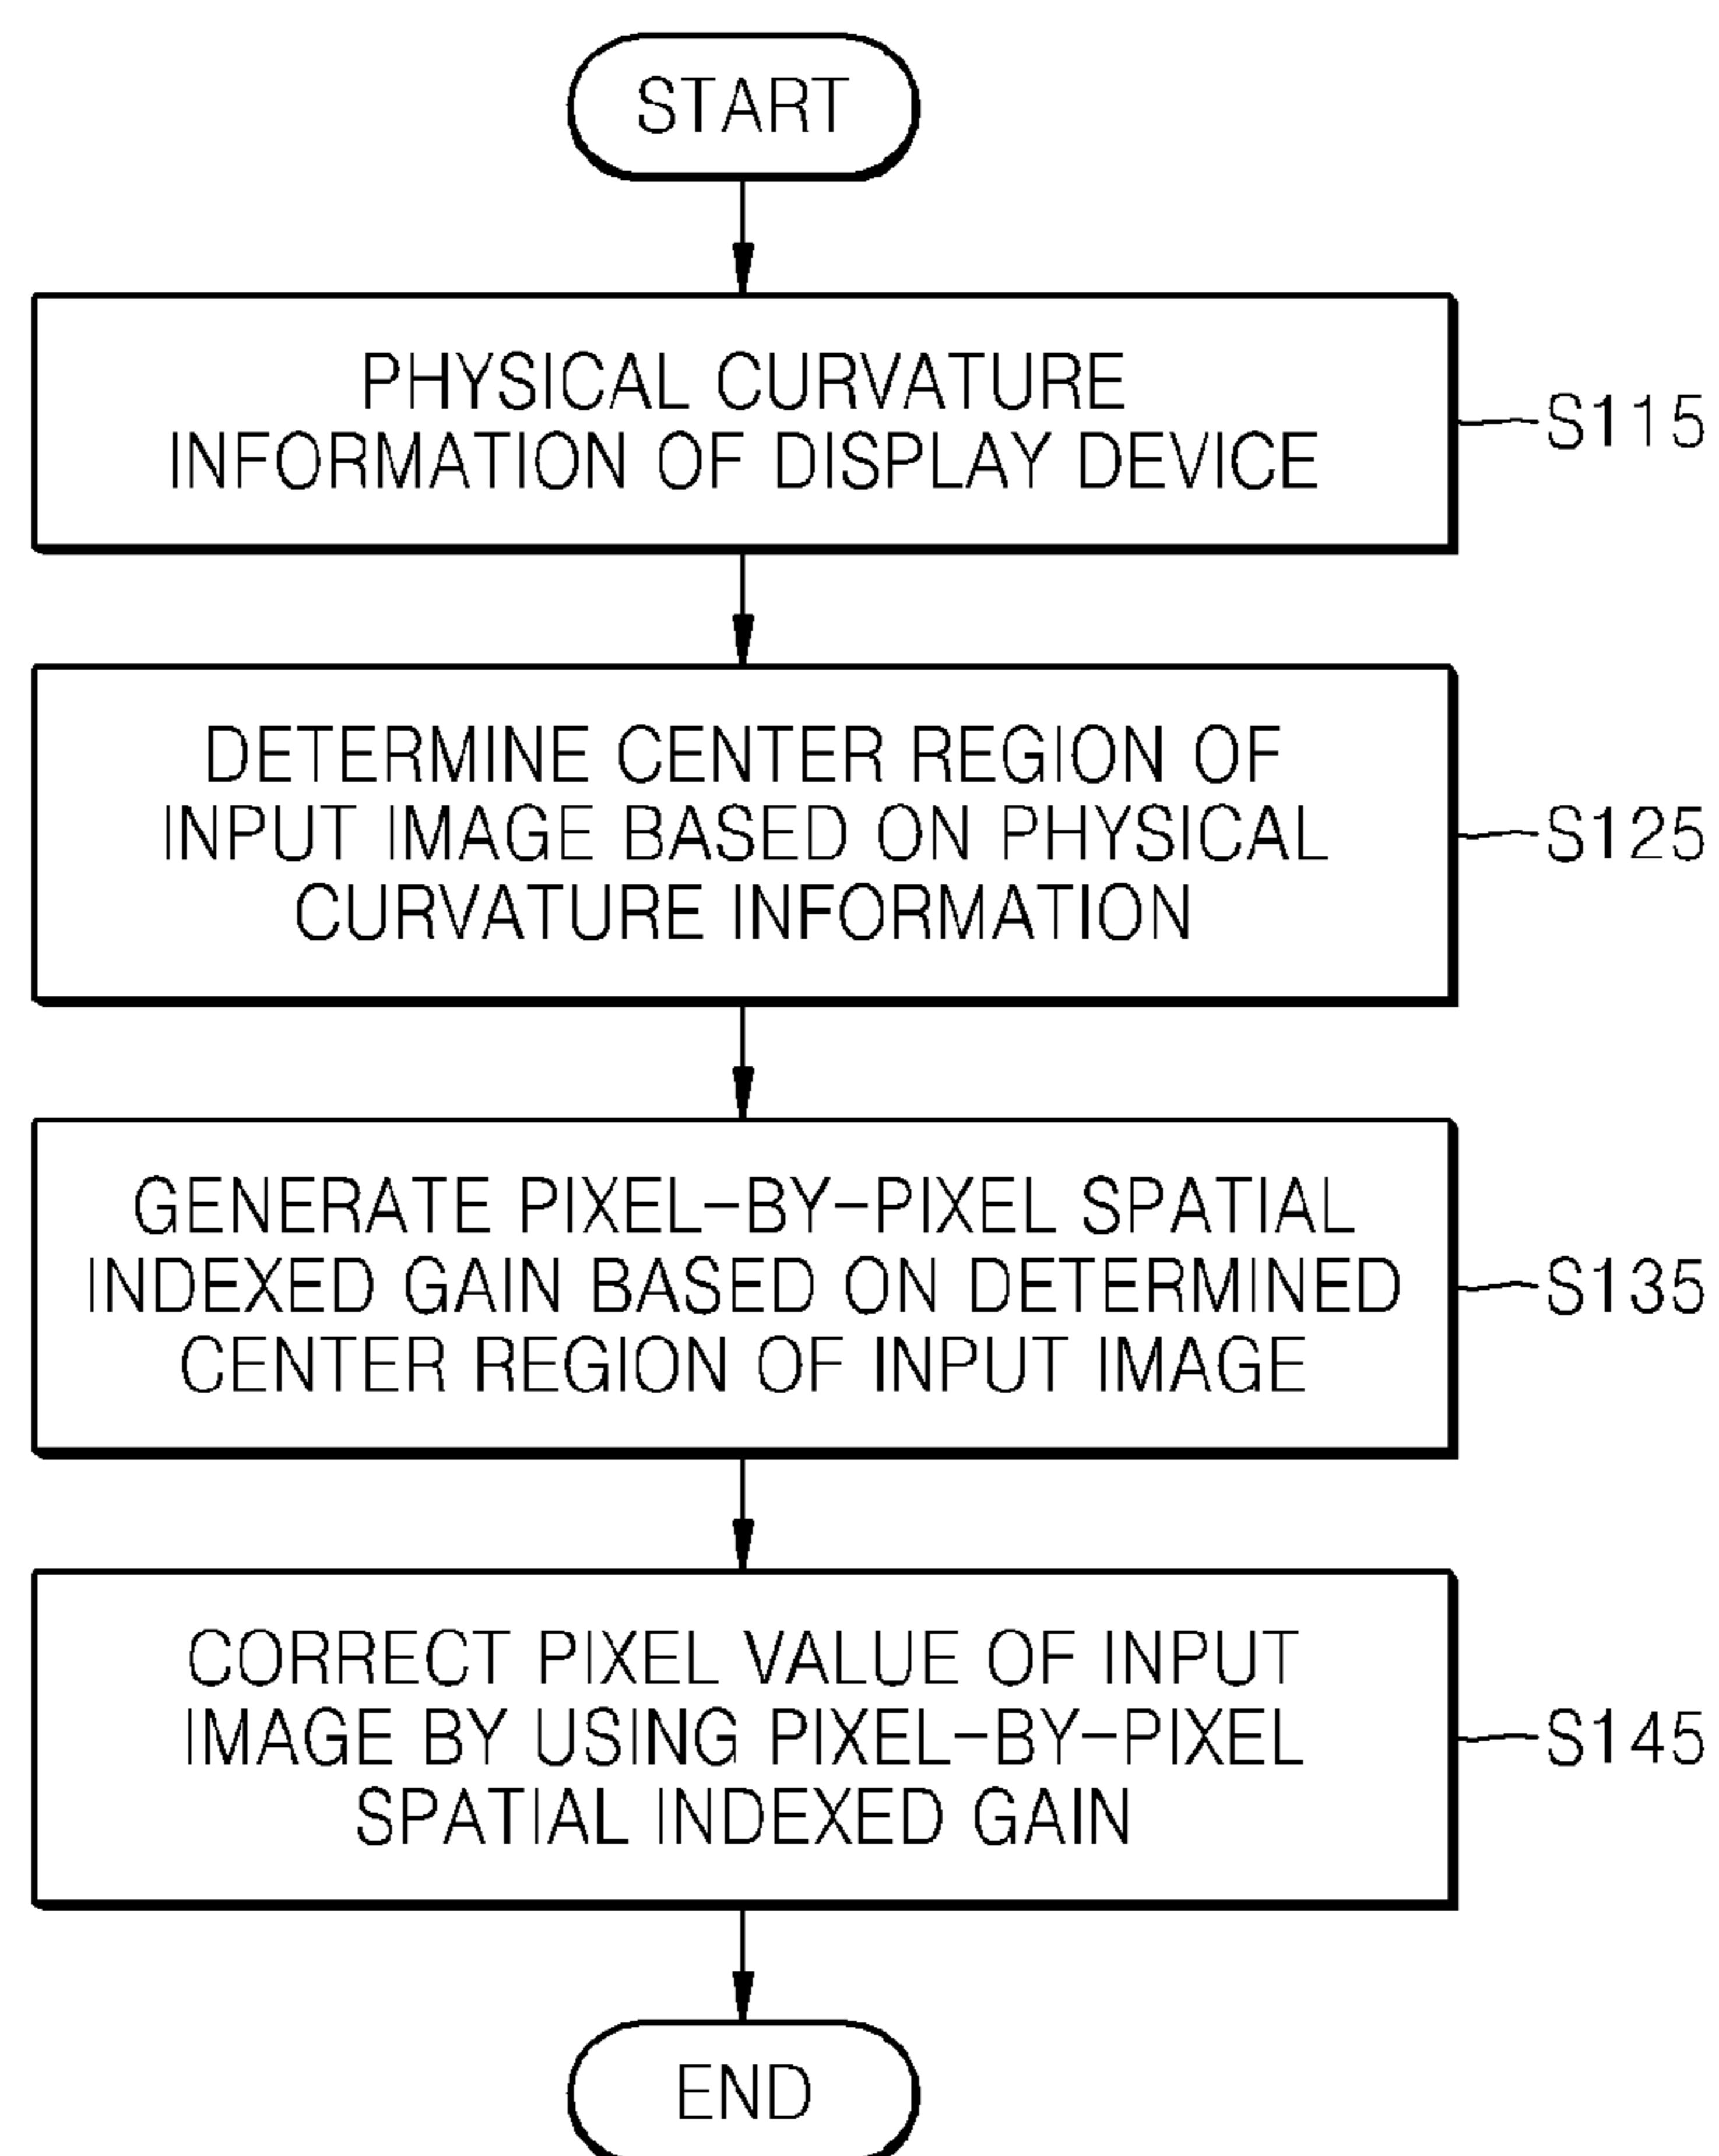 START
PHYSICAL CURVATURE
INFORMATION OF DISPLAY DEVICE
S115
DETERMINE CENTER REGION OF
INPUT IMAGE BASED ON PHYSICAL
CURVATURE INFORMATION
S125
GENERATE PIXEL-BY-PIXEL SPATIAL
INDEXED GAIN BASED ON DETERMINED
CENTER REGION OF INPUT IMAGE
S135
CORRECT PIXEL VALUE OF INPUT
IMAGE BY USING PIXEL-BY-PIXEL
SPATIAL INDEXED GAIN
S145
END